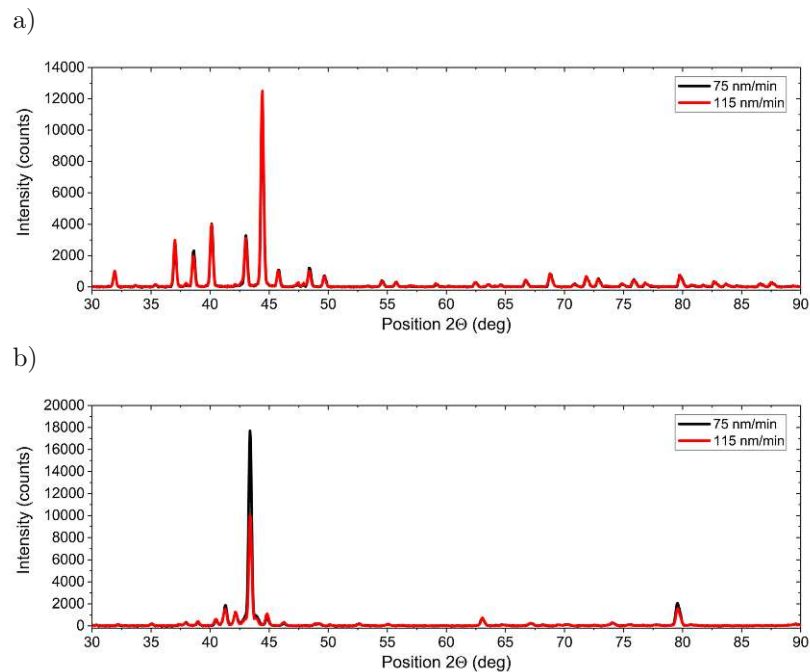 a)
14000
12000
10000
8000
6000
4000
2000
0
Intensity (counts)
75 nm/min
115 nm/min
30 35 40 45 50 55 60 65 70 75 80 85 90
Position 2Θ (deg)
b)
20000
18000
16000
14000
12000
10000
8000
6000
4000
2000
0
Intensity (counts)
75 nm/min
115 nm/min
30 35 40 45 50 55 60 65 70 75 80 85 90
Position 2Θ (deg)